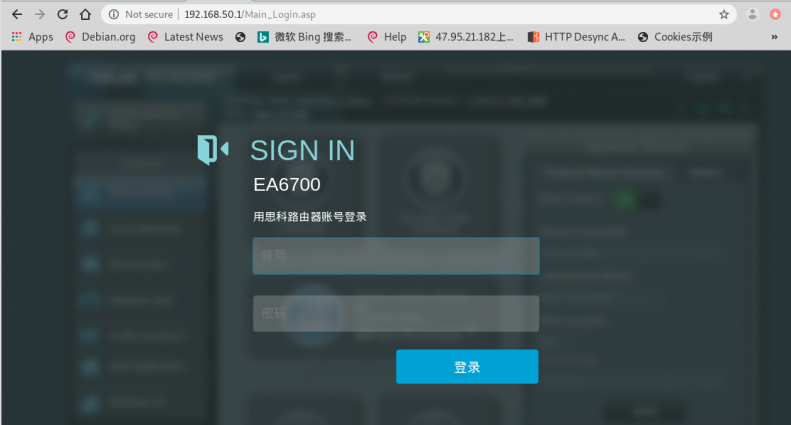 Not secure | 192.168.50.1/Main_Login.asp
Apps Debian.org Latest News 微软 Bing 搜索... Help 47.95.21.182上... HTTP Desync A... Cookies示例 »
SIGN IN
EA6700
用思科路由器账号登录
帐号
密码
登录